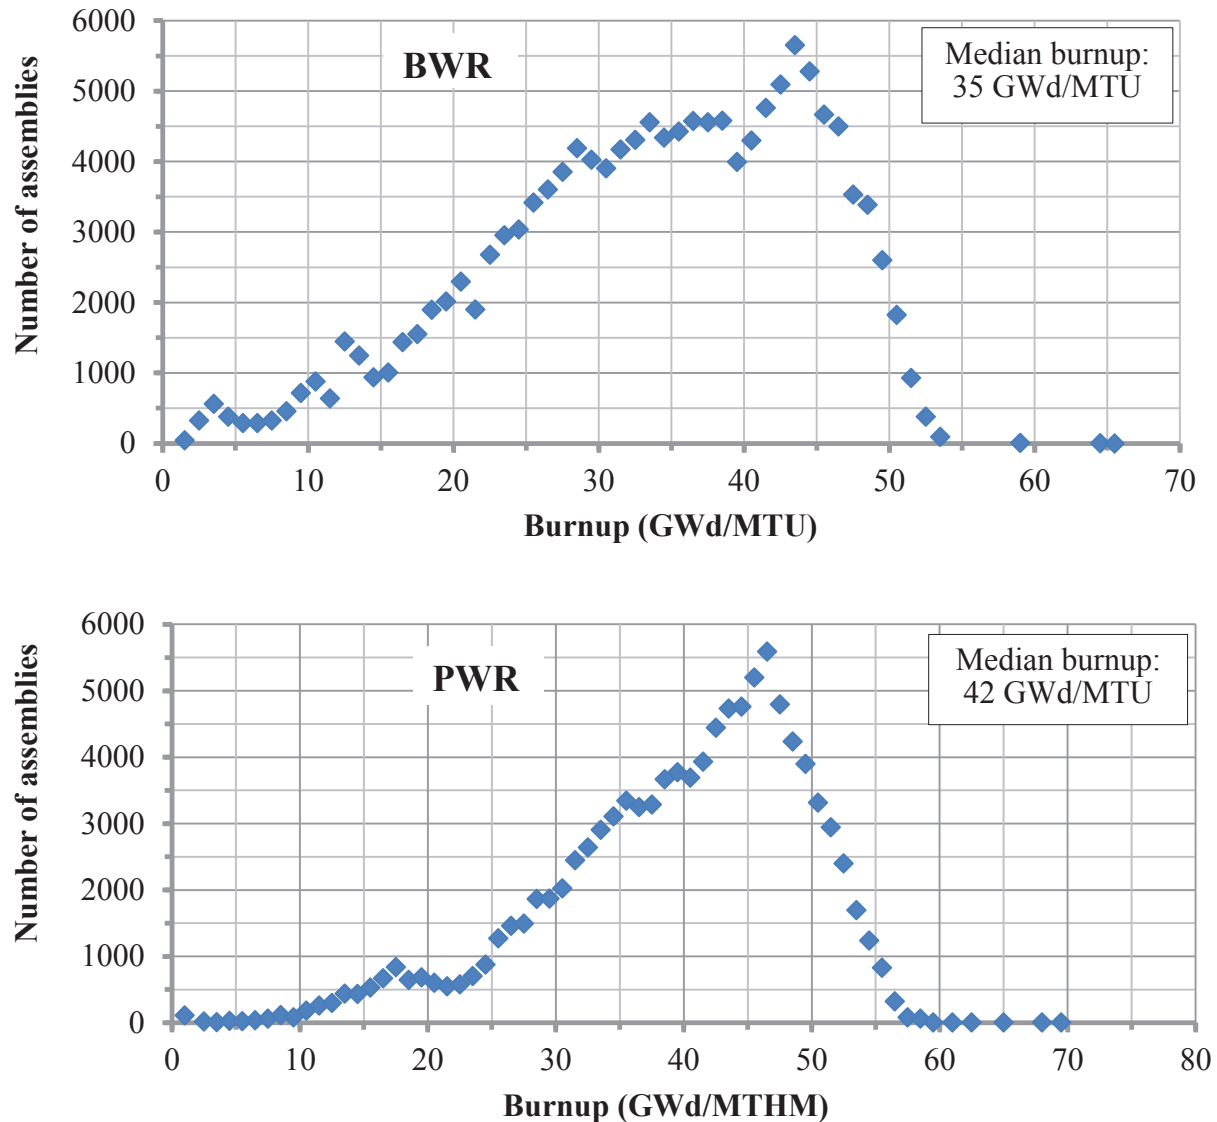 6000
5000
4000
3000
2000
1000
0
Number of assemblies
BWR
Median burnup:
35 GWd/MTU
0 10 20 30 40 50 60 70
Burnup (GWd/MTU)
6000
5000
4000
3000
2000
1000
0
Number of assemblies
PWR
Median burnup:
42 GWd/MTU
0 10 20 30 40 50 60 70 80
Burnup (GWd/MTHM)